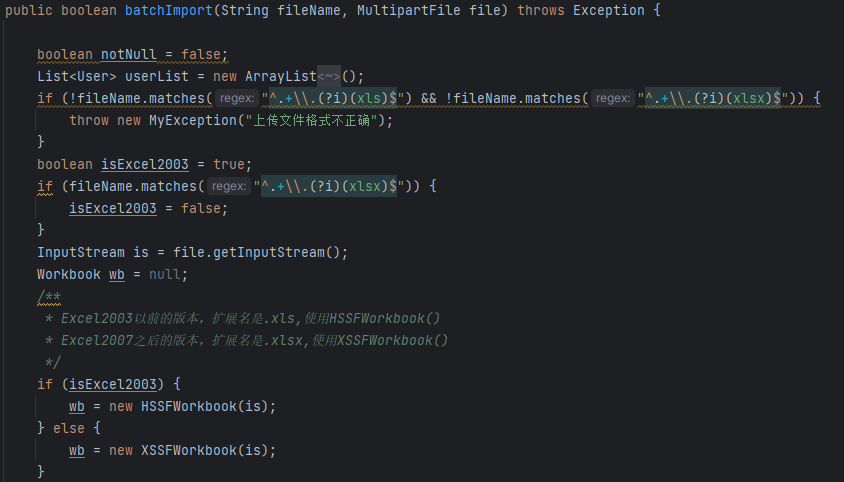 public boolean batchImport(String fileName, MultipartFile file) throws Exception {
boolean notNull = false;
List<User> userList = new ArrayList<~>();
if (!fileName.matches( regex: "^.+\\.(?i)(xls)$") && !fileName.matches( regex: "^.+\\.(?i)(xlsx)$")) {
throw new MyException("上传文件格式不正确");
}
boolean isExcel2003 = true;
if (fileName.matches( regex: "^.+\\.(?i)(xlsx)$")) {
isExcel2003 = false;
}
InputStream is = file.getInputStream();
Workbook wb = null;
/**
* Excel2003以前的版本，扩展名是.xls,使用HSSFWorkbook()
* Excel2007之后的版本，扩展名是.xlsx,使用XSSFWorkbook()
*/
if (isExcel2003) {
wb = new HSSFWorkbook(is);
} else {
wb = new XSSFWorkbook(is);
}